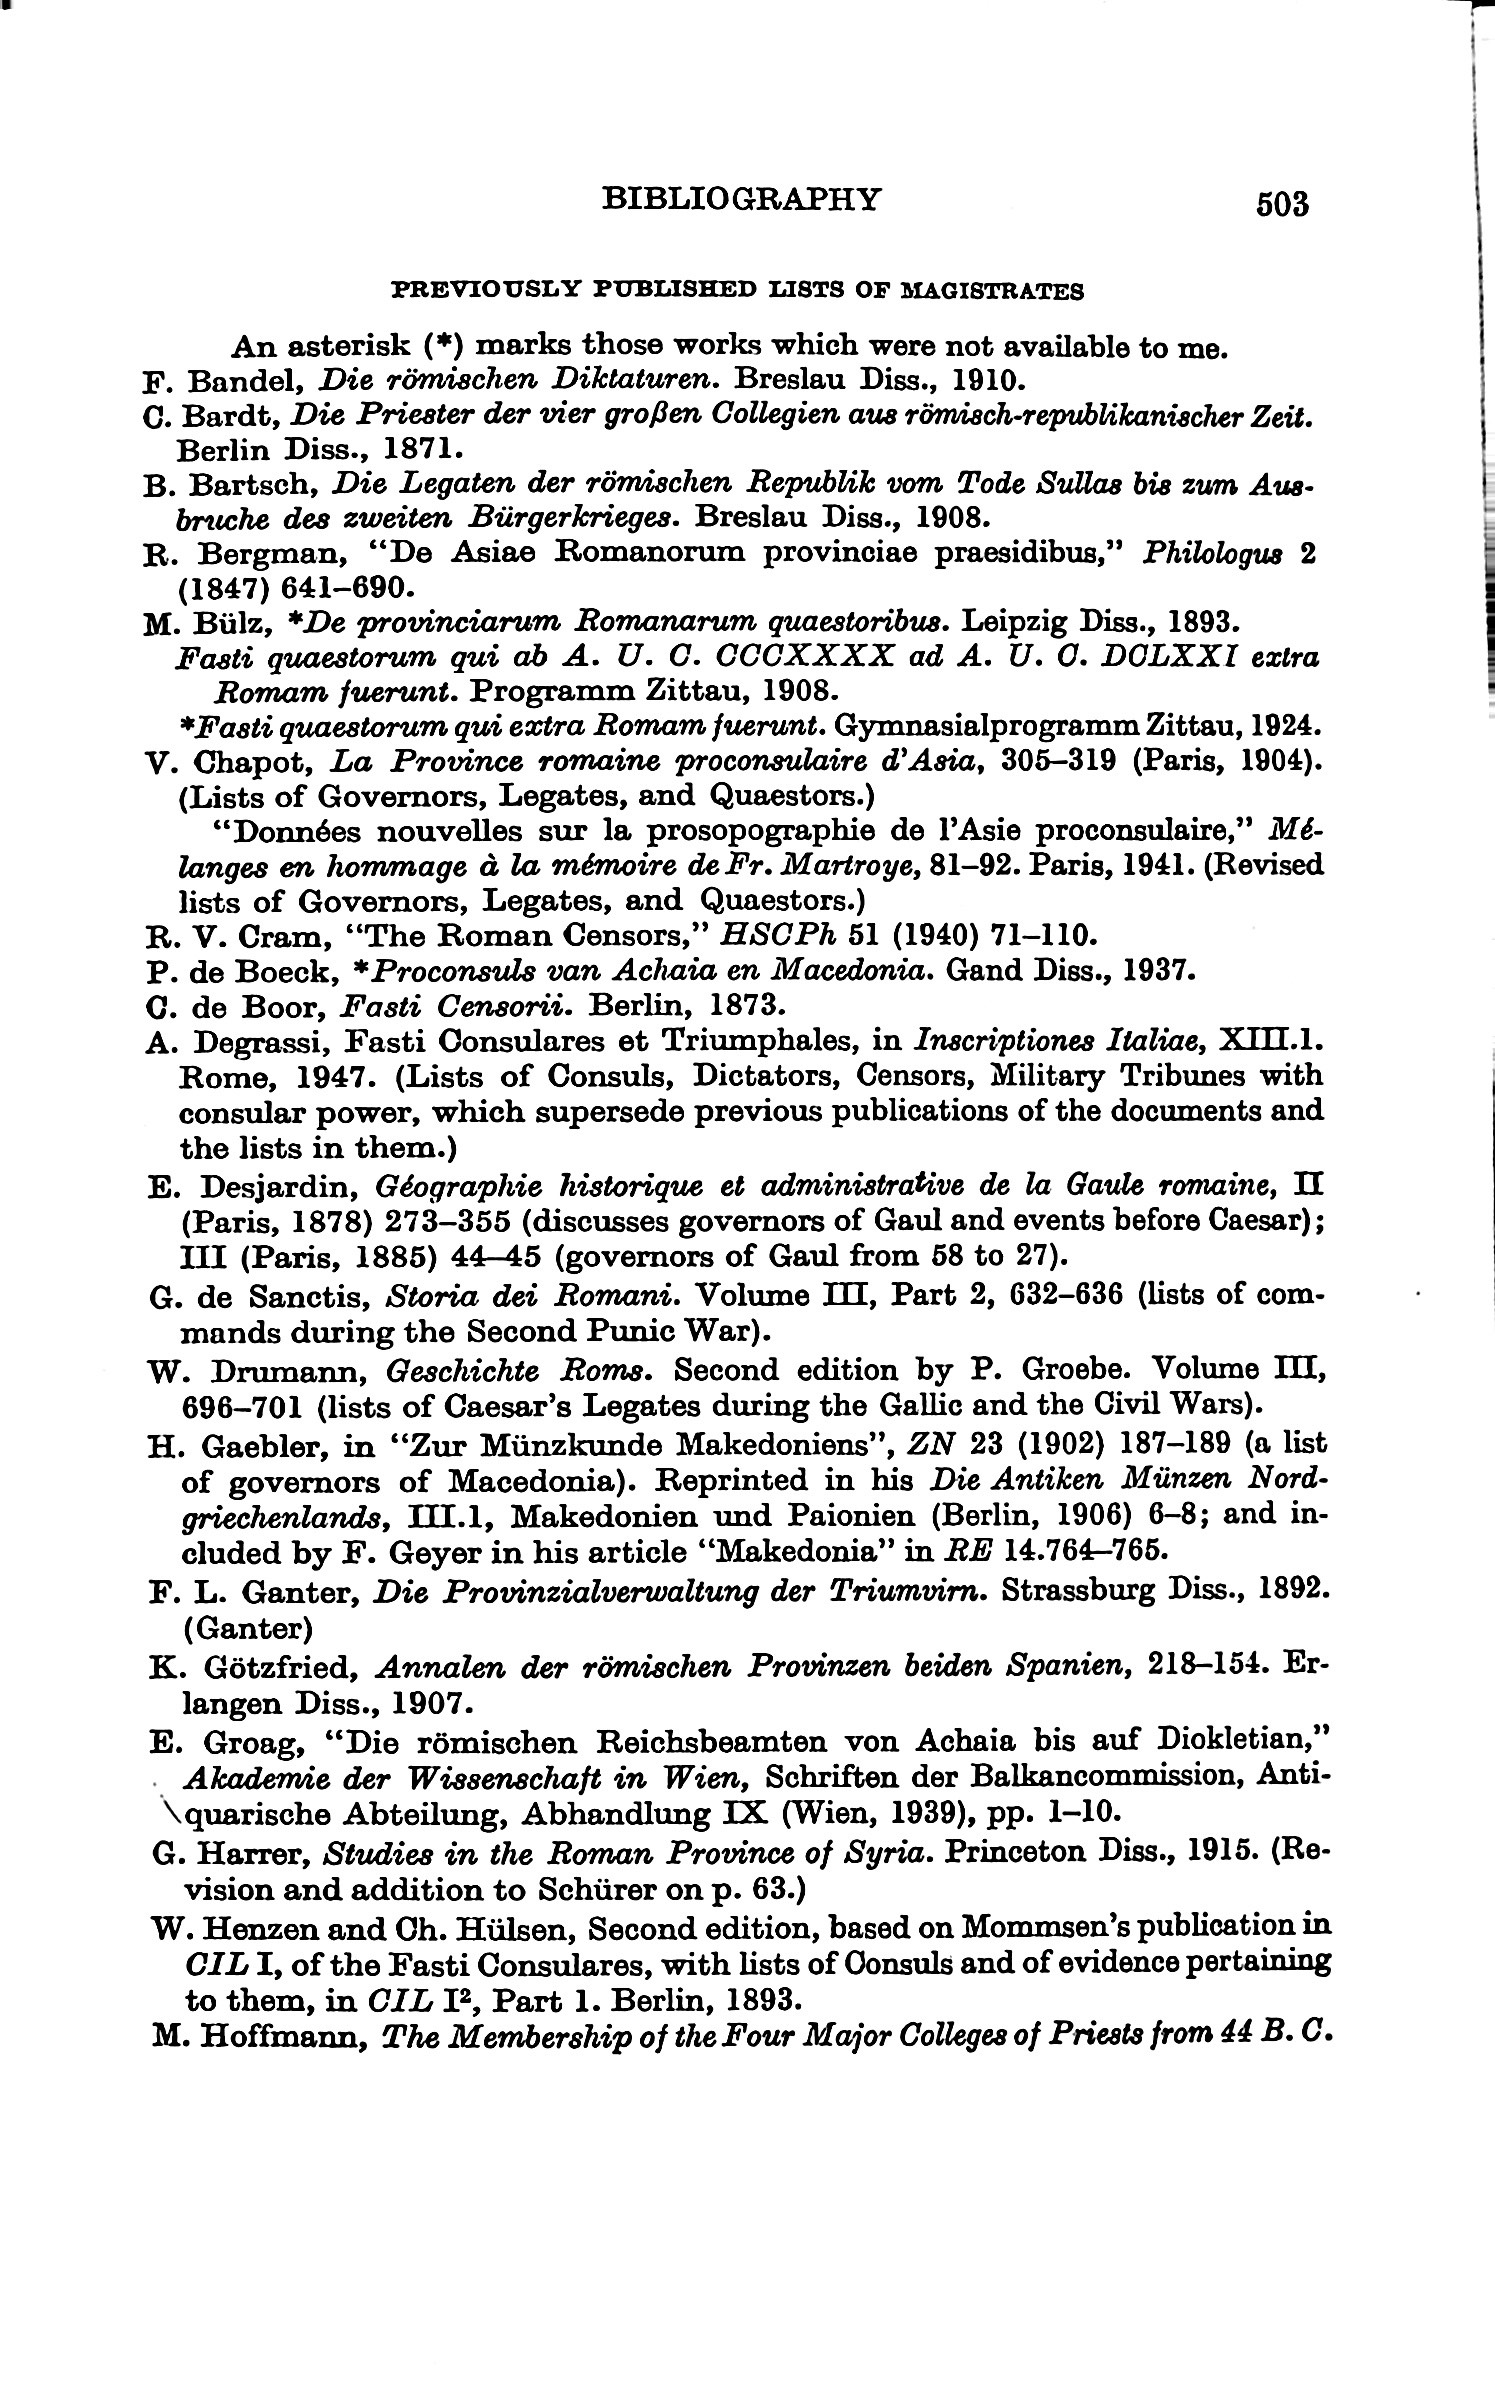 BIBLIOGRAPHY 503
PREVIOUSLY PUBLISHED LISTS OF MAGISTRATES
An asterisk (*) marks those works which were not available to me.
F. Bandel, Die römischen Diktaturen. Breslau Diss., 1910.
C. Bardt, Die Priester der vier großen Collegien aus römisch-republikanischer Zeit.
Berlin Diss., 1871.
B. Bartsch, Die Legaten der römischen Republik vom Tode Sullas bis zum Aus-
bruche des zweiten Bürgerkrieges. Breslau Diss., 1908.
R. Bergman, “De Asiae Romanorum provinciae praesidibus,” Philologus 2
(1847) 641–690.
M. Bülz, *De provinciarum Romanarum quaestoribus. Leipzig Diss., 1893.
Fasti quaestorum qui ab A. U. C. CCCXXXX ad A. U. C. DCLXXI extra
Romam fuerunt. Programm Zittau, 1908.
*Fasti quaestorum qui extra Romam fuerunt. Gymnasialprogramm Zittau, 1924.
V. Chapot, La Province romaine proconsulaire d’Asia, 305–319 (Paris, 1904).
(Lists of Governors, Legates, and Quaestors.)
“Données nouvelles sur la prosopographie de l’Asie proconsulaire,” Mé-
langes en hommage à la mémoire de Fr. Martroye, 81–92. Paris, 1941. (Revised
lists of Governors, Legates, and Quaestors.)
R. V. Cram, “The Roman Censors,” HSCPh 51 (1940) 71–110.
P. de Boeck, *Proconsuls van Achaia en Macedonia. Gand Diss., 1937.
C. de Boor, Fasti Censorii. Berlin, 1873.
A. Degrassi, Fasti Consulares et Triumphales, in Inscriptiones Italiae, XIII.1.
Rome, 1947. (Lists of Consuls, Dictators, Censors, Military Tribunes with
consular power, which supersede previous publications of the documents and
the lists in them.)
E. Desjardin, Géographie historique et administrative de la Gaule romaine, II
(Paris, 1878) 273–355 (discusses governors of Gaul and events before Caesar);
III (Paris, 1885) 44–45 (governors of Gaul from 58 to 27).
G. de Sanctis, Storia dei Romani. Volume III, Part 2, 632–636 (lists of com-
mands during the Second Punic War).
W. Drumann, Geschichte Roms. Second edition by P. Groebe. Volume III,
696–701 (lists of Caesar’s Legates during the Gallic and the Civil Wars).
H. Gaebler, in “Zur Münzkunde Makedoniens”, ZN 23 (1902) 187–189 (a list
of governors of Macedonia). Reprinted in his Die Antiken Münzen Nord-
griechenlands, III.1, Makedonien und Paionien (Berlin, 1906) 6–8; and in-
cluded by F. Geyer in his article “Makedonia” in RE 14.764–765.
F. L. Ganter, Die Provinzialverwaltung der Triumvirn. Strassburg Diss., 1892.
(Ganter)
K. Götzfried, Annalen der römischen Provinzen beiden Spanien, 218–154. Er-
langen Diss., 1907.
E. Groag, “Die römischen Reichsbeamten von Achaia bis auf Diokletian,”
Akademie der Wissenschaft in Wien, Schriften der Balkancommission, Anti-
quarische Abteilung, Abhandlung IX (Wien, 1939), pp. 1–10.
G. Harrer, Studies in the Roman Province of Syria. Princeton Diss., 1915. (Re-
vision and addition to Schürer on p. 63.)
W. Henzen and Ch. Hülsen, Second edition, based on Mommsen’s publication in
CIL I, of the Fasti Consulares, with lists of Consuls and of evidence pertaining
to them, in CIL I², Part 1. Berlin, 1893.
M. Hoffmann, The Membership of the Four Major Colleges of Priests from 44 B. C.